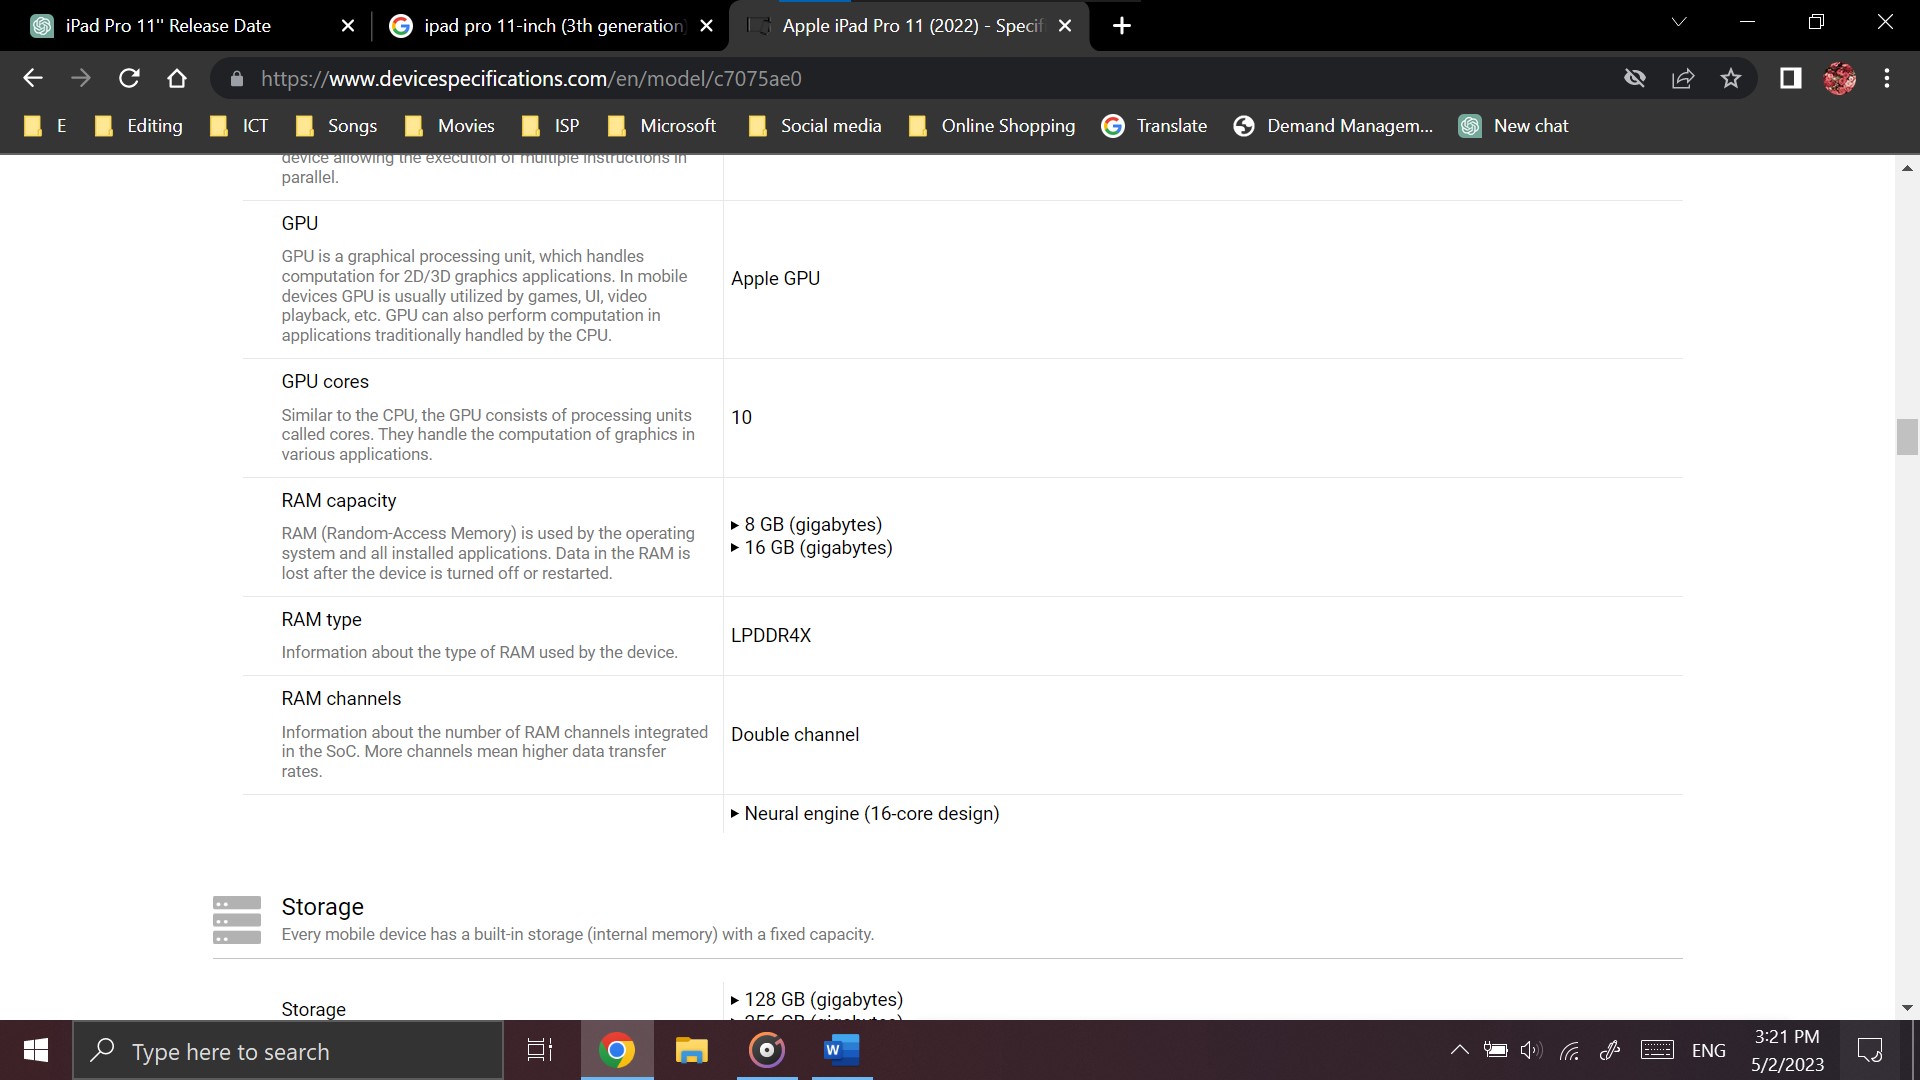 iPad Pro 11'' Release Date
ipad pro 11-inch (3th generation)
Apple iPad Pro 11 (2022) - Specif
https://www.devicespecifications.com/en/model/c7075ae0
E
Editing
ICT
Songs
Movies
ISP
Microsoft
Social media
Online Shopping
Translate
Demand Managem...
New chat
device allowing the execution of multiple instructions in
parallel.
GPU
GPU is a graphical processing unit, which handles
computation for 2D/3D graphics applications. In mobile
devices GPU is usually utilized by games, UI, video
playback, etc. GPU can also perform computation in
applications traditionally handled by the CPU.
Apple GPU
GPU cores
Similar to the CPU, the GPU consists of processing units
called cores. They handle the computation of graphics in
various applications.
10
RAM capacity
RAM (Random-Access Memory) is used by the operating
system and all installed applications. Data in the RAM is
lost after the device is turned off or restarted.
8 GB (gigabytes)
16 GB (gigabytes)
RAM type
Information about the type of RAM used by the device.
LPDDR4X
RAM channels
Information about the number of RAM channels integrated
in the SoC. More channels mean higher data transfer
rates.
Double channel
Neural engine (16-core design)
Storage
Every mobile device has a built-in storage (internal memory) with a fixed capacity.
Storage
128 GB (gigabytes)
256 GB (gigabytes)
Type here to search
W
ENG
3:21 PM
5/2/2023